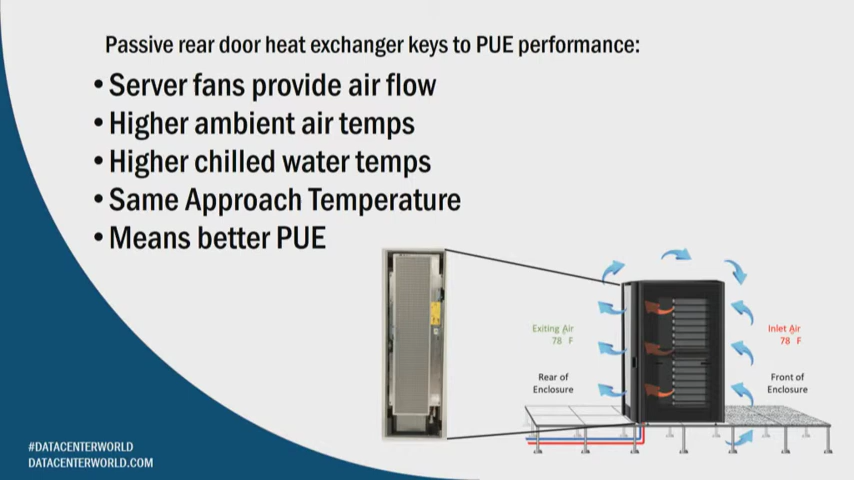 Passive rear door heat exchanger keys to PUE performance:
• Server fans provide air flow
• Higher ambient air temps
• Higher chilled water temps
• Same Approach Temperature
• Means better PUE
Exiting Air
78 F
Inlet Air
78 F
Rear of
Enclosure
Front of
Enclosure
#DATACENTERWORLD
DATACENTERWORLD.COM